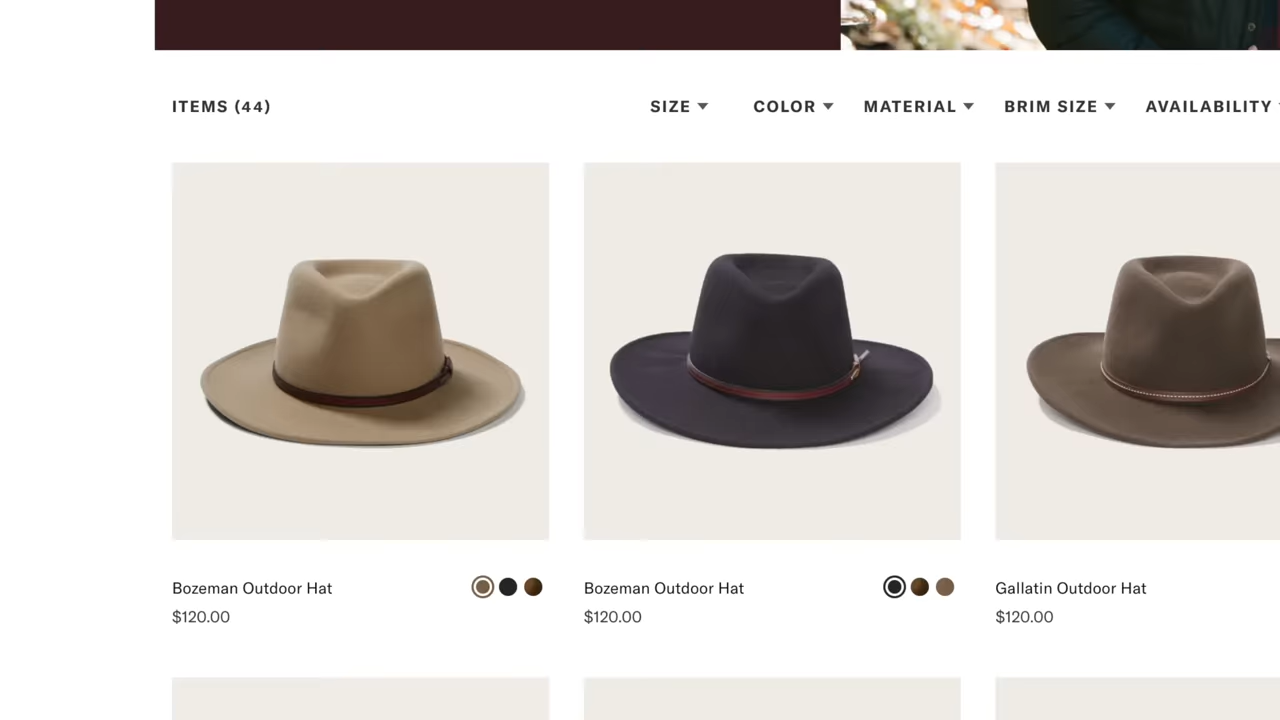 ITEMS (44)
SIZE
COLOR
MATERIAL
BRIM SIZE
AVAILABILITY
Bozeman Outdoor Hat
$120.00
Bozeman Outdoor Hat
$120.00
Gallatin Outdoor Hat
$120.00